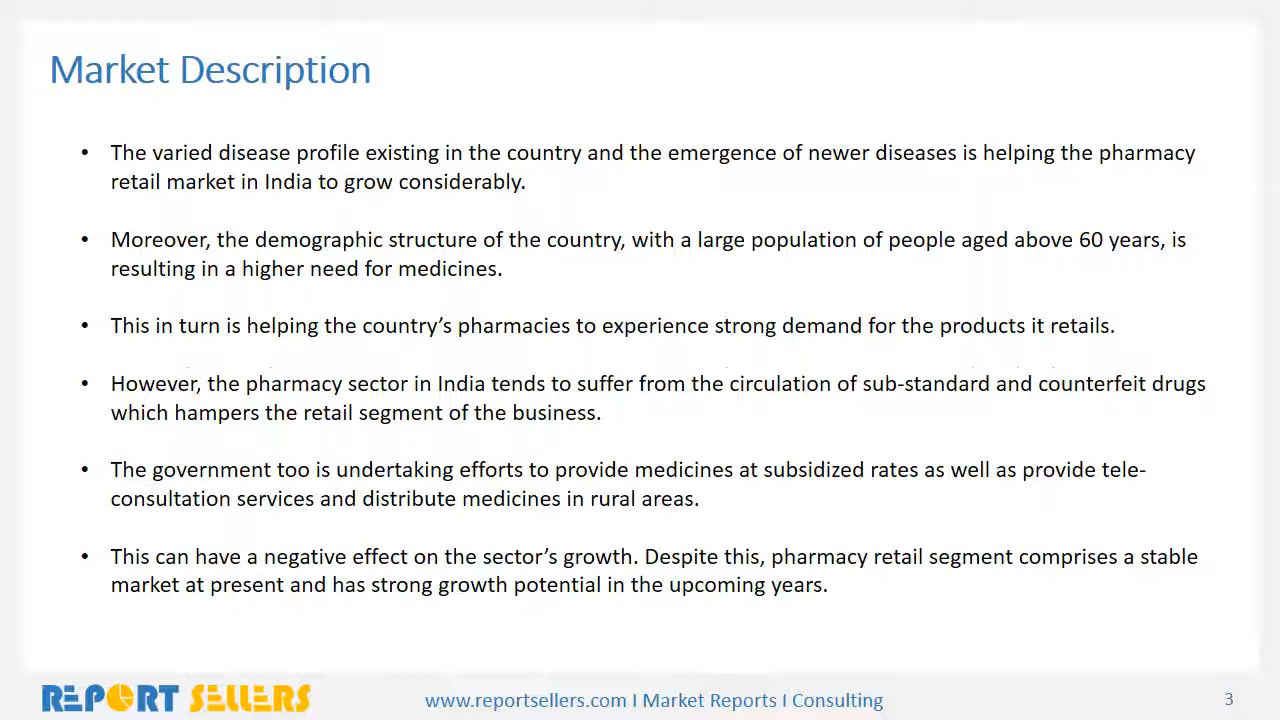 Market Description
• The varied disease profile existing in the country and the emergence of newer diseases is helping the pharmacy
retail market in India to grow considerably.
• Moreover, the demographic structure of the country, with a large population of people aged above 60 years, is
resulting in a higher need for medicines.
• This in turn is helping the country’s pharmacies to experience strong demand for the products it retails.
• However, the pharmacy sector in India tends to suffer from the circulation of sub-standard and counterfeit drugs
which hampers the retail segment of the business.
• The government too is undertaking efforts to provide medicines at subsidized rates as well as provide tele-
consultation services and distribute medicines in rural areas.
• This can have a negative effect on the sector’s growth. Despite this, pharmacy retail segment comprises a stable
market at present and has strong growth potential in the upcoming years.
REPORT SELLERS
www.reportsellers.com I Market Reports I Consulting
3